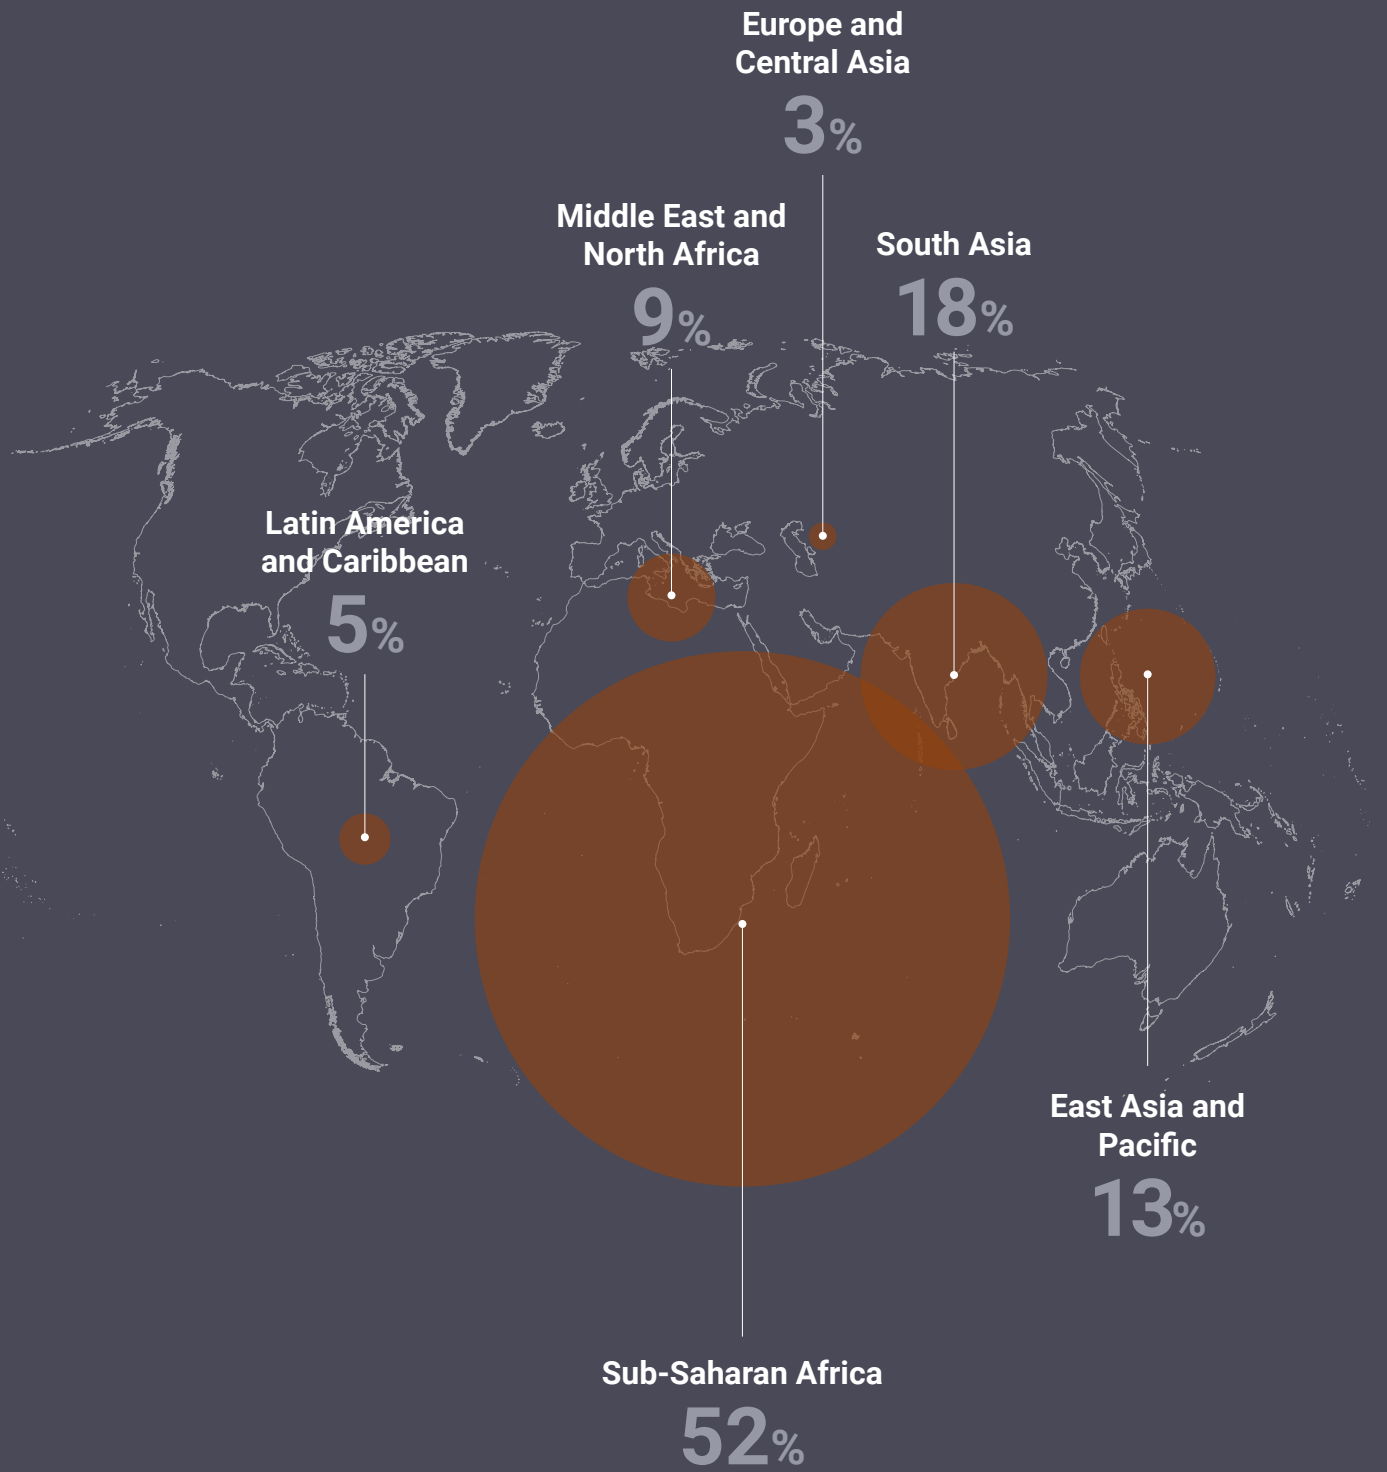 Europe and
Central Asia
3%
Middle East and
North Africa
9%
South Asia
18%
Latin America
and Caribbean
5%
East Asia and
Pacific
13%
Sub-Saharan Africa
52%